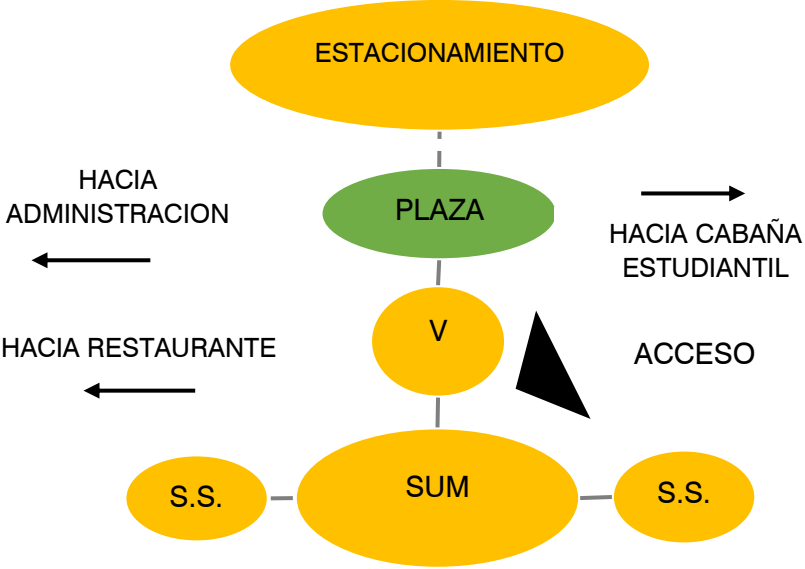 ESTACIONAMIENTO
HACIA
ADMINISTRACION
PLAZA
HACIA CABAÑA
ESTUDIANTIL
V
HACIA RESTAURANTE
ACCESO
S.S.
SUM
S.S.